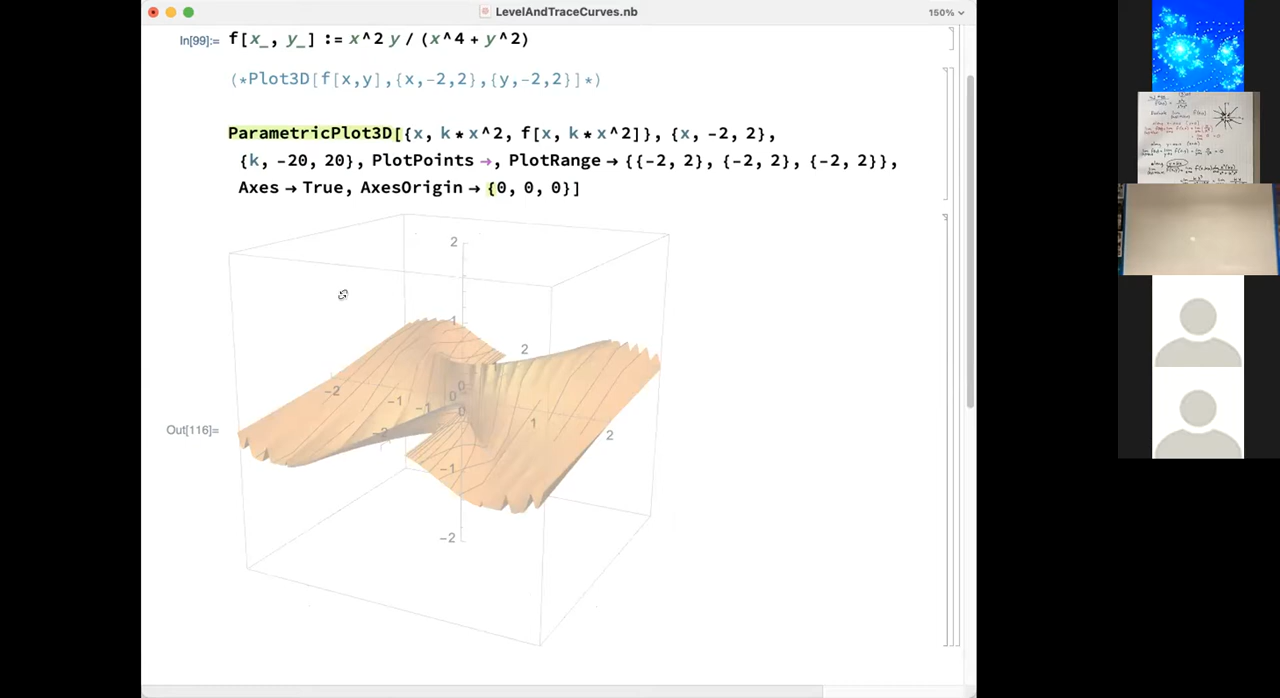 LevelAndTraceCurves.nb
150%
In[99]:= f[x_, y_] := x^2 y / (x^4 + y^2)
(*Plot3D[f[x,y],{x,-2,2},{y,-2,2}]*)
ParametricPlot3D[{x, k*x^2, f[x, k*x^2]}, {x, -2, 2},
{k, -20, 20}, PlotPoints →, PlotRange → {{-2, 2}, {-2, 2}, {-2, 2}},
Axes → True, AxesOrigin → {0, 0, 0}]
2
1
2
-2
0
0
-1
-1
0
1
-2
2
Out[116]=
-1
-2